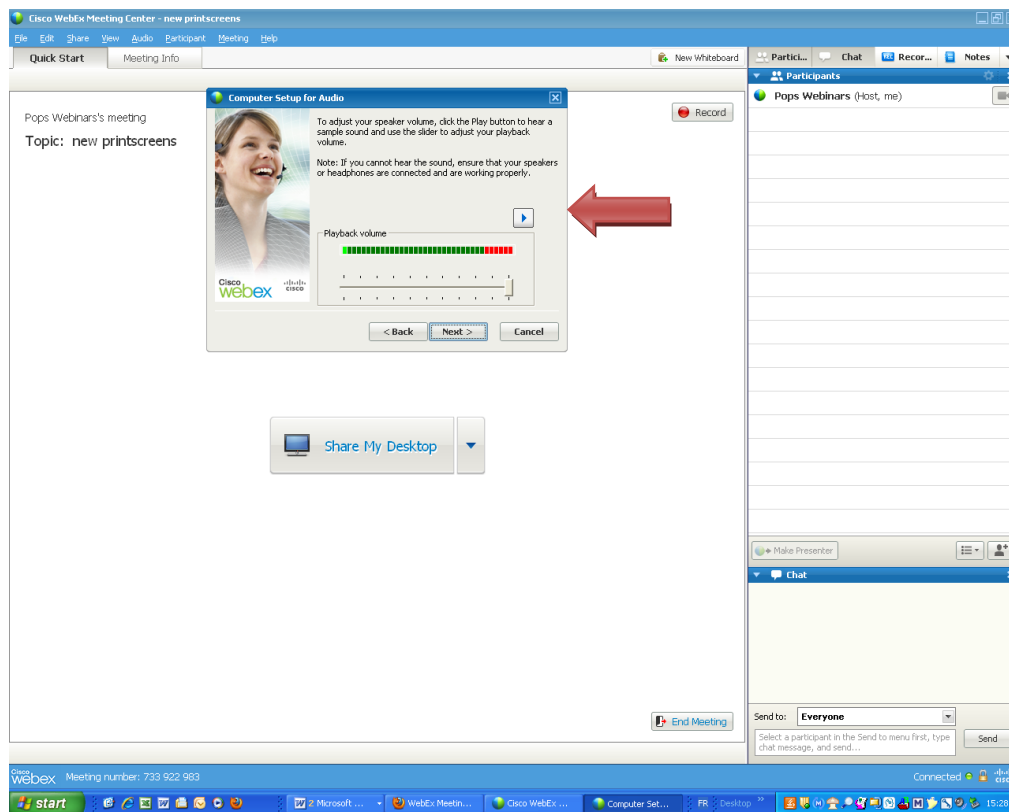 Cisco WebEx Meeting Center - new printscreens
File Edit Share View Audio Participant Meeting Help
Quick Start Meeting Info New Whiteboard
Partici... Chat Recor... Notes
Participants
Pops Webinars (Host, me)
Pops Webinars's meeting
Topic: new printscreens
Record
Computer Setup for Audio
To adjust your speaker volume, click the Play button to hear a
sample sound and use the slider to adjust your playback
volume.
Note: If you cannot hear the sound, ensure that your speakers
or headphones are connected and are working properly.
Playback volume
Cisco
webex
CISCO
< Back Next > Cancel
Share My Desktop
Make Presenter
Chat
End Meeting
Send to: Everyone
Select a participant in the Send to menu first, type
chat message, and send...
Send
Cisco
webex Meeting number: 733 922 983 Connected
start 2 Microsoft ... WebEx Meetin... Cisco WebEx ... Computer Set... FR Desktop » 15:28